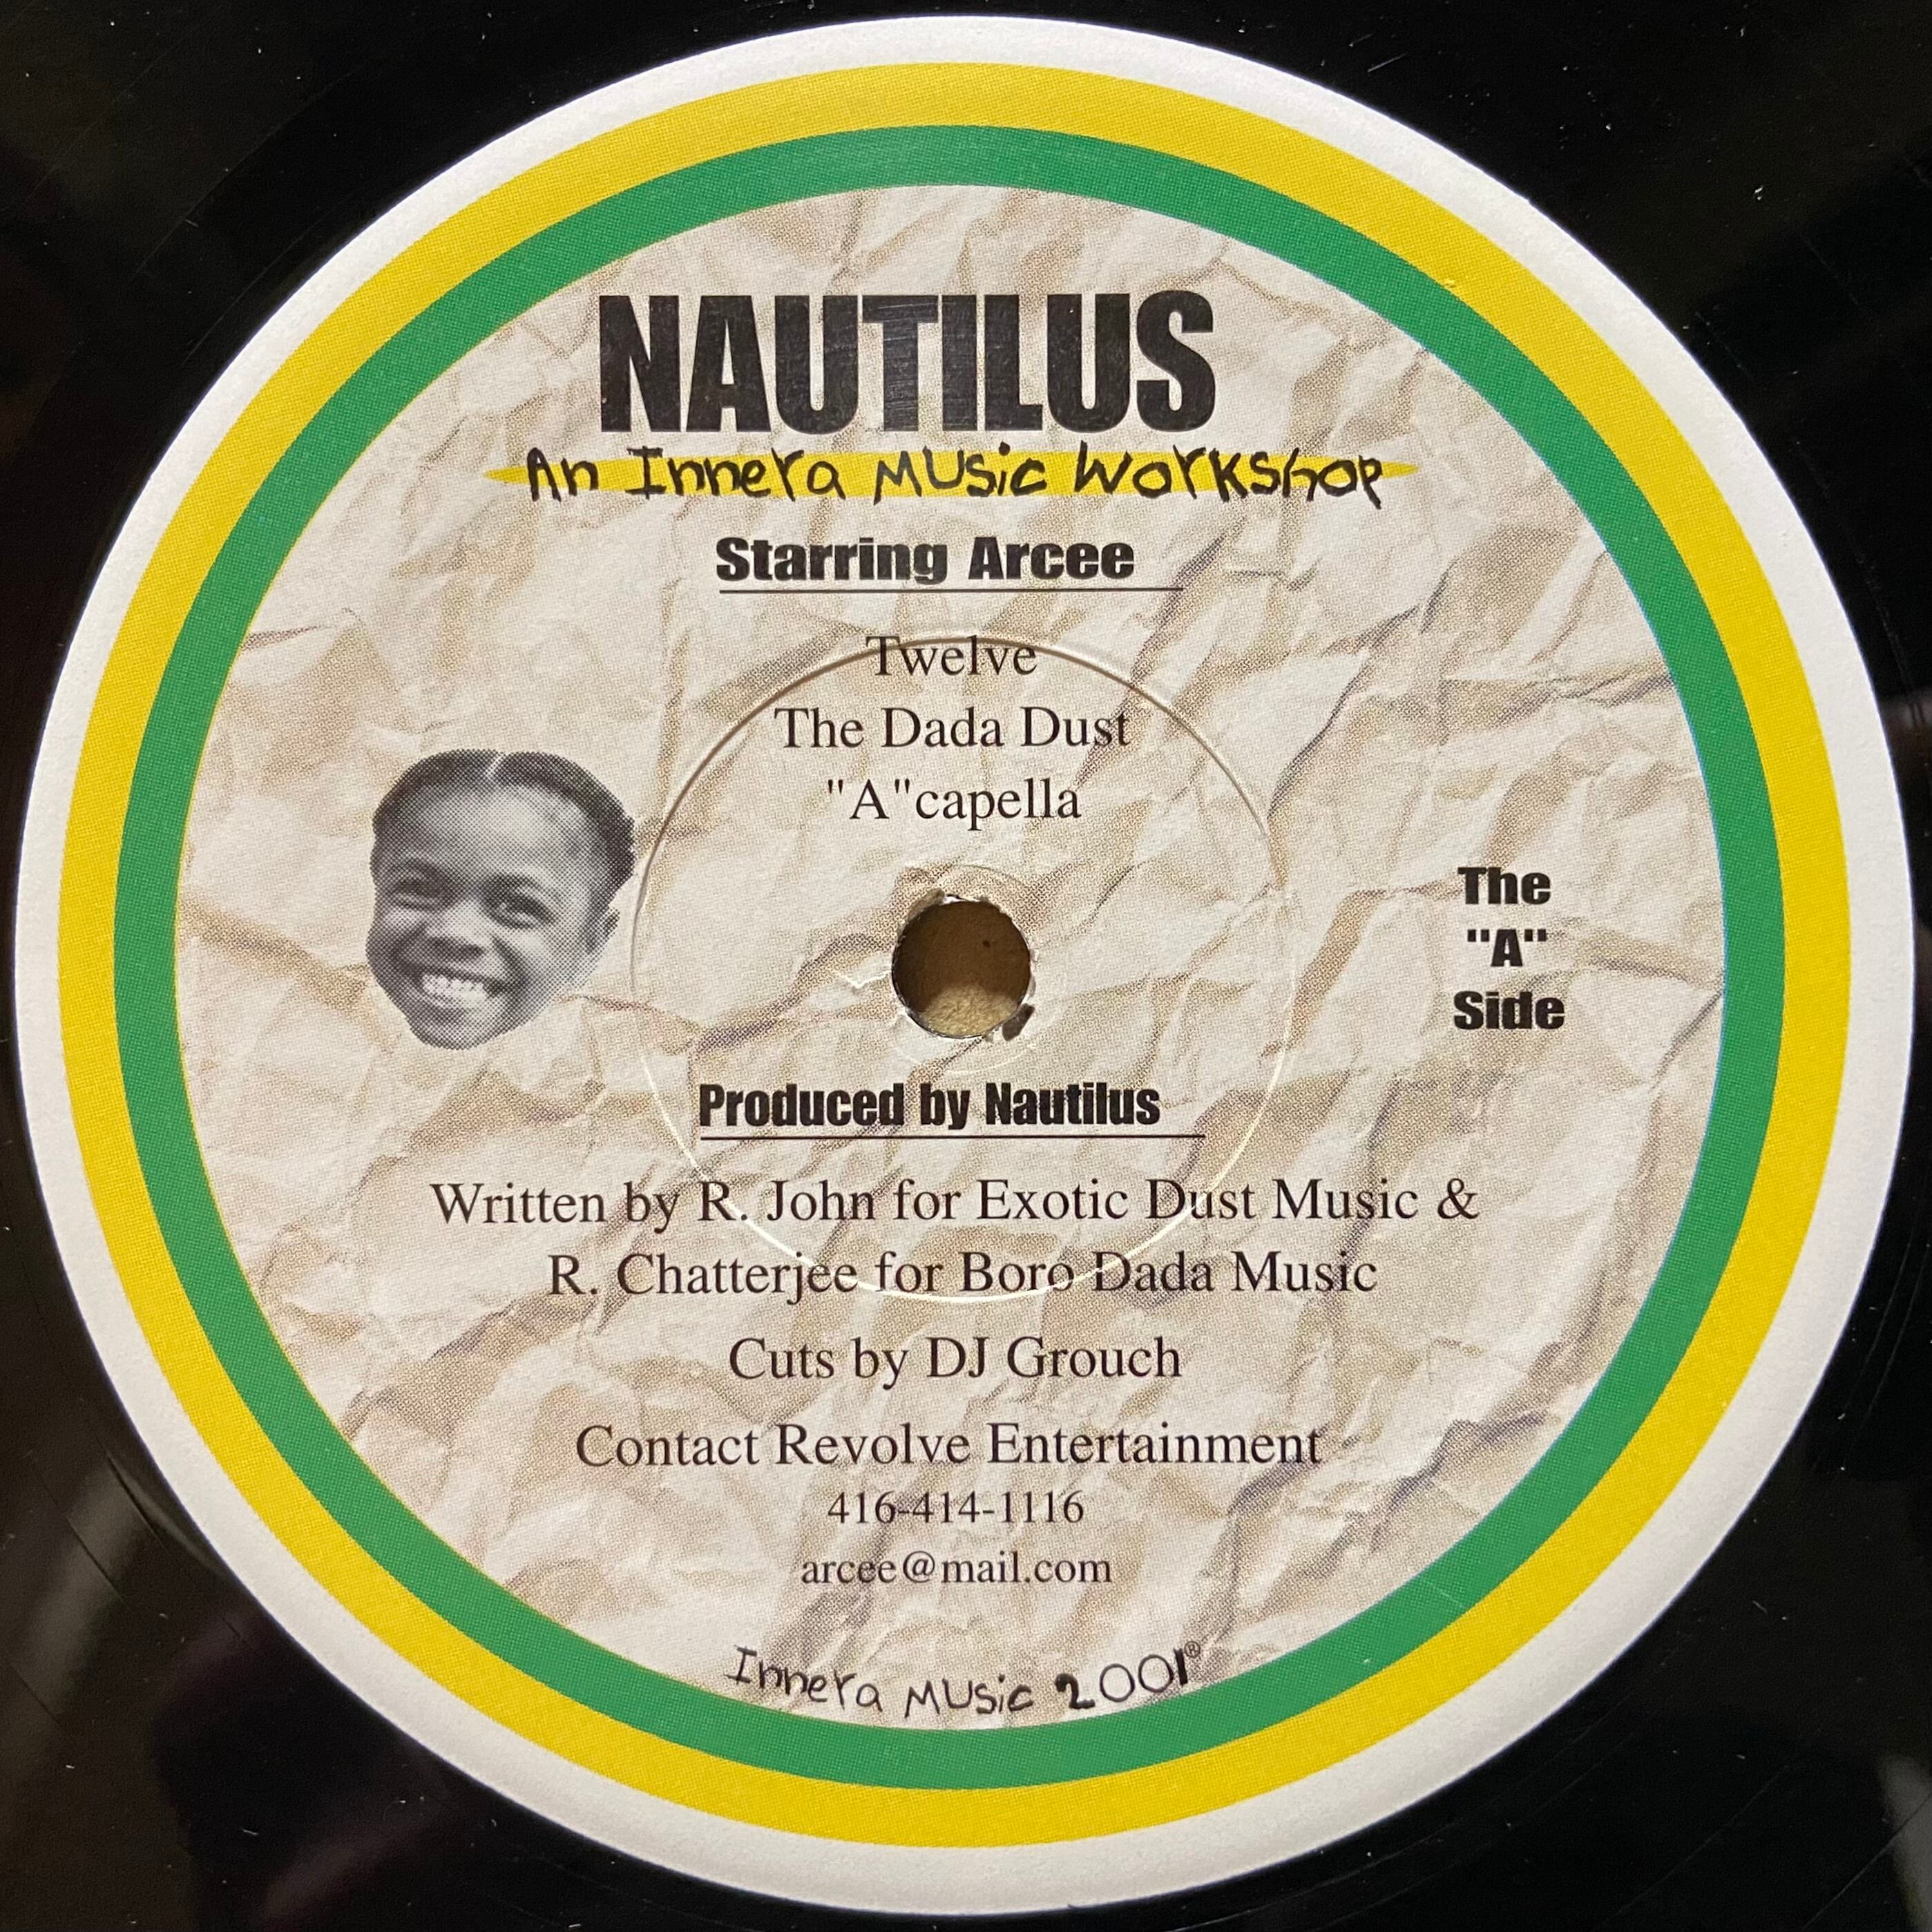 NAUTILUS
An Innera Music Workshop
Starring Arcee
Twelve
The Dada Dust
"A"capella
The
"A"
Side
Produced by Nautilus
Written by R. John for Exotic Dust Music &
R. Chatterjee for Boro Dada Music
Cuts by DJ Grouch
Contact Revolve Entertainment
416-414-1116
arcee@mail.com
Innera Music 2001®